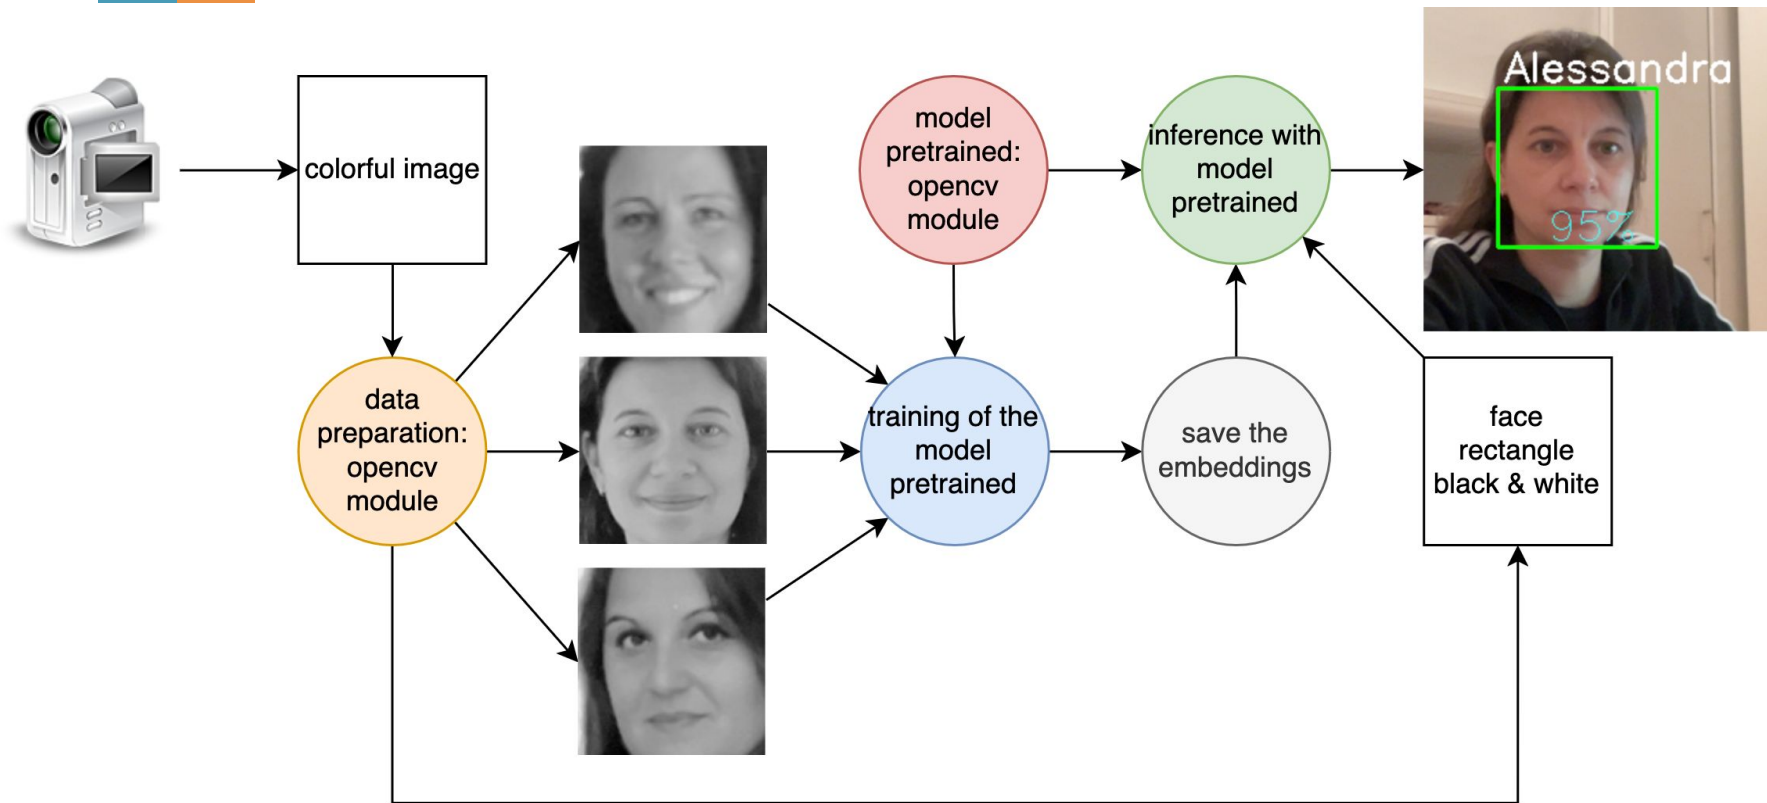 colorful image
data
preparation:
opencv
module
model
pretrained:
opencv
module
training of the
model
pretrained
save the
embeddings
inference with
model
pretrained
Alessandra
95%
face
rectangle
black & white